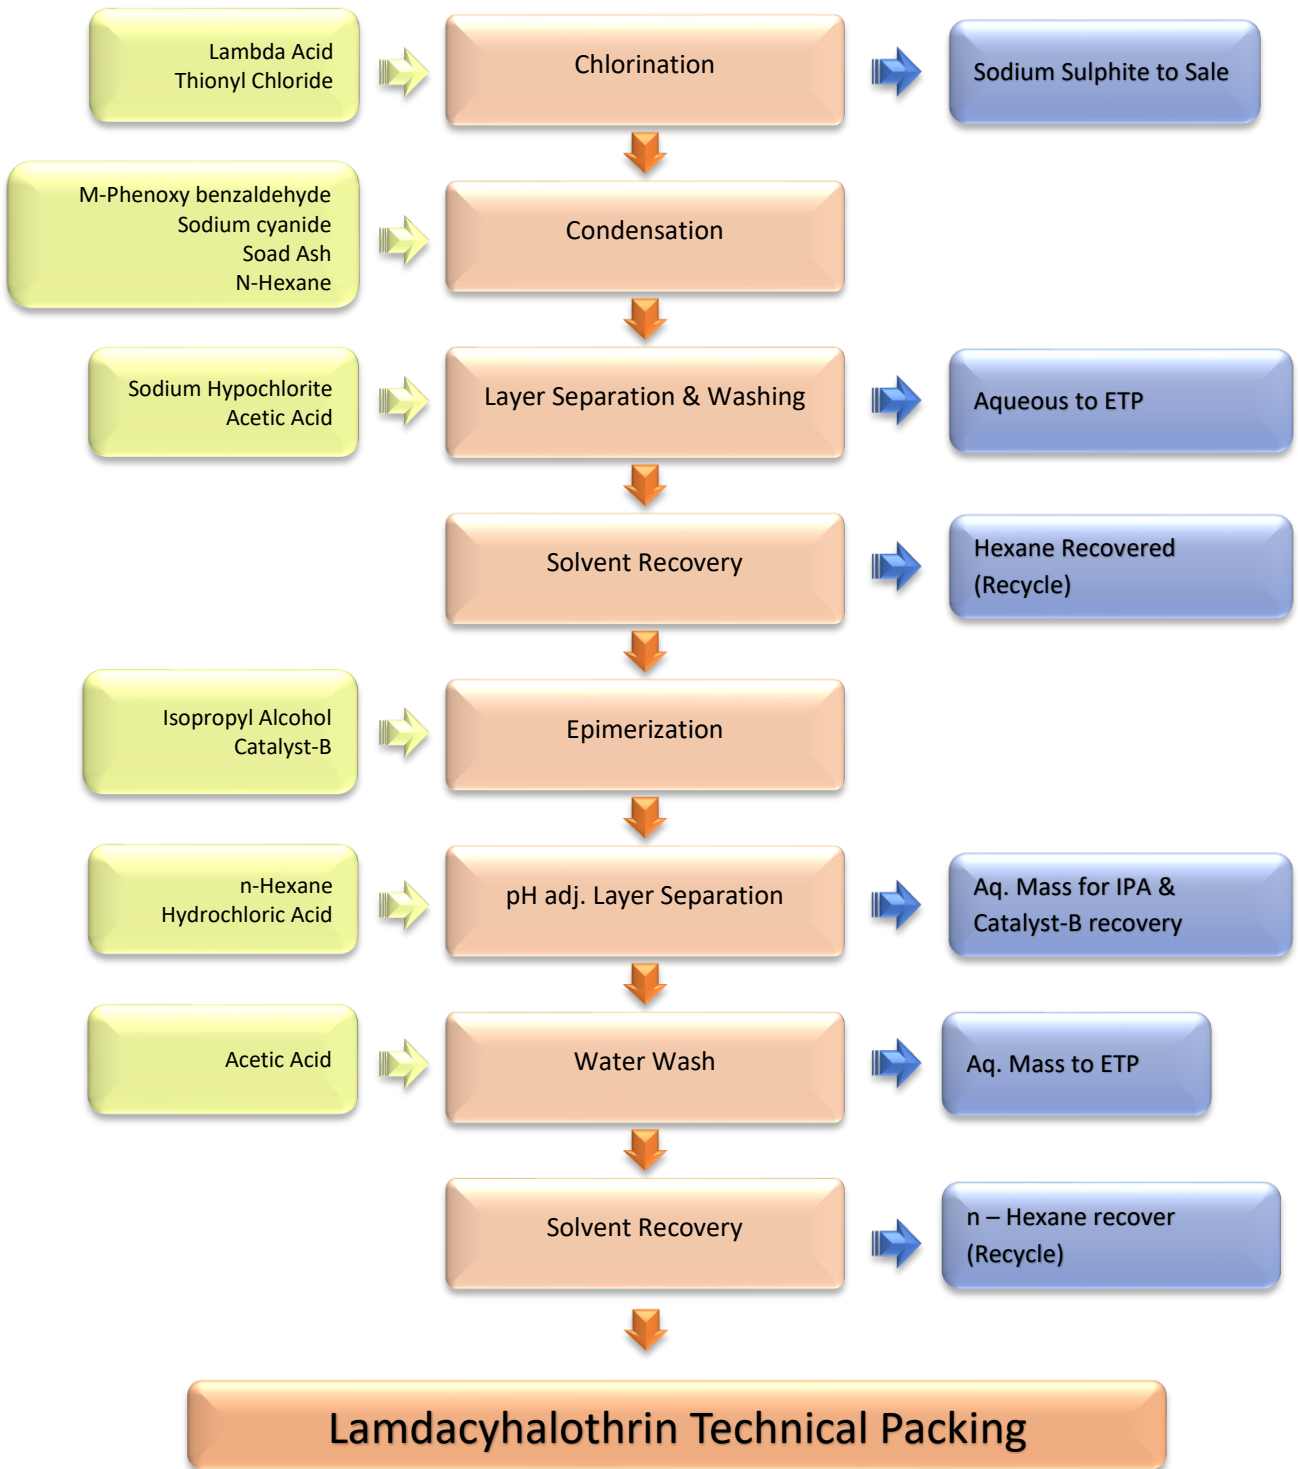 Lambda Acid
Thionyl Chloride
Chlorination
Sodium Sulphite to Sale
M-Phenoxy benzaldehyde
Sodium cyanide
Soad Ash
N-Hexane
Condensation
Sodium Hypochlorite
Acetic Acid
Layer Separation & Washing
Aqueous to ETP
Solvent Recovery
Hexane Recovered
(Recycle)
Isopropyl Alcohol
Catalyst-B
Epimerization
n-Hexane
Hydrochloric Acid
pH adj. Layer Separation
Aq. Mass for IPA &
Catalyst-B recovery
Acetic Acid
Water Wash
Aq. Mass to ETP
Solvent Recovery
n – Hexane recover
(Recycle)
Lamdacyhalothrin Technical Packing